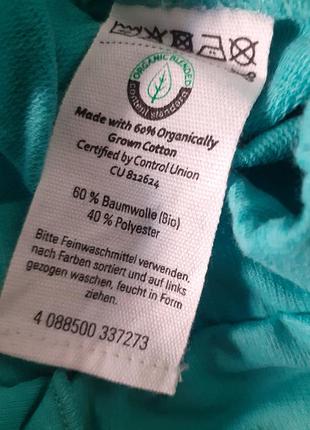 ORGANIC BLENDED
content standard
Made with 60% Organically
Grown Cotton
Certified by Control Union
CU 812624
60 % Baumwolle (Bio)
40 % Polyester
Bitte Feinwaschmittel verwenden,
nach Farben sortiert und auf links
gezogen waschen, feucht in Form
ziehen.
4 088500 337273